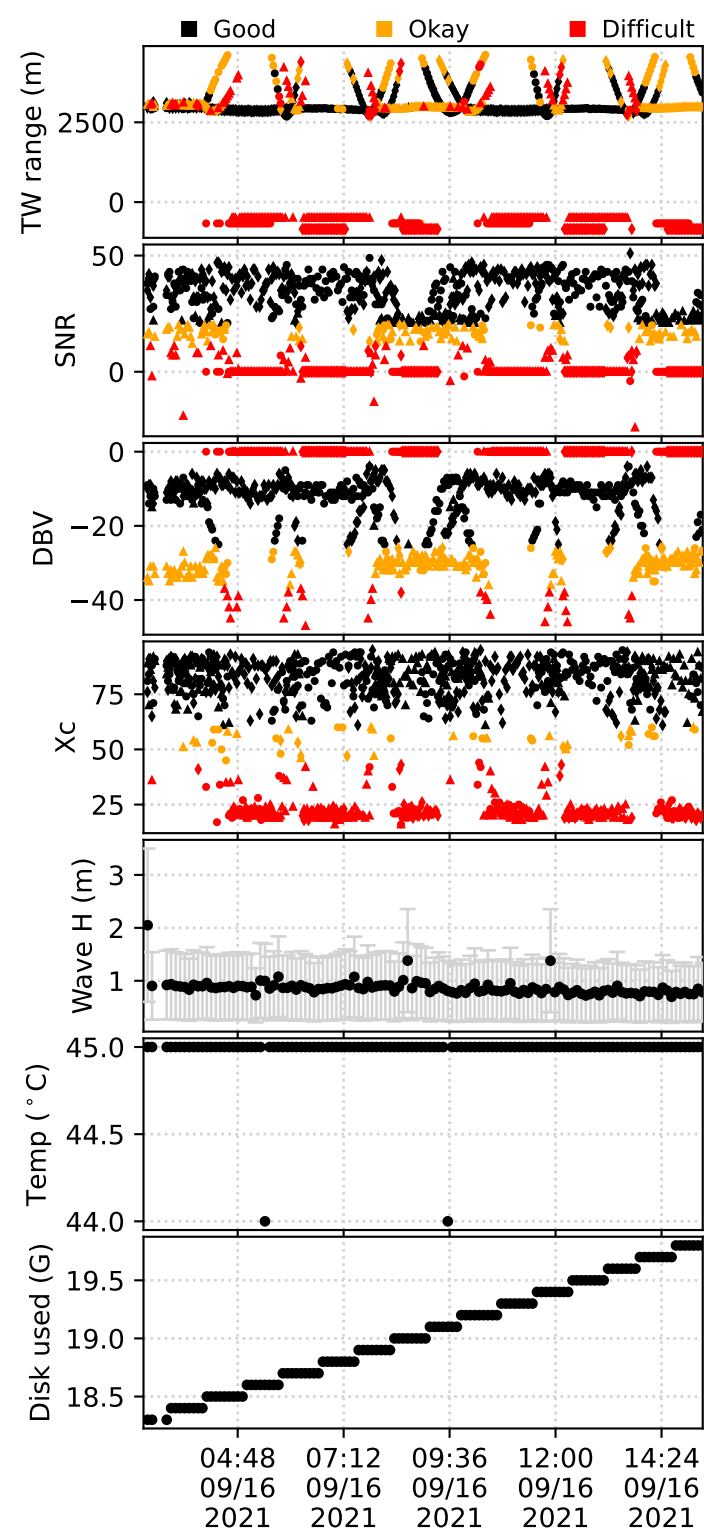 Good Okay Difficult
TW range (m)
2500
0
SNR
50
0
DBV
0
−20
−40
Xc
75
50
25
Wave H (m)
3
2
1
Temp (°C)
45.0
44.5
44.0
Disk used (G)
19.5
19.0
18.5
04:48 07:12 09:36 12:00 14:24
09/16 09/16 09/16 09/16 09/16
2021 2021 2021 2021 2021